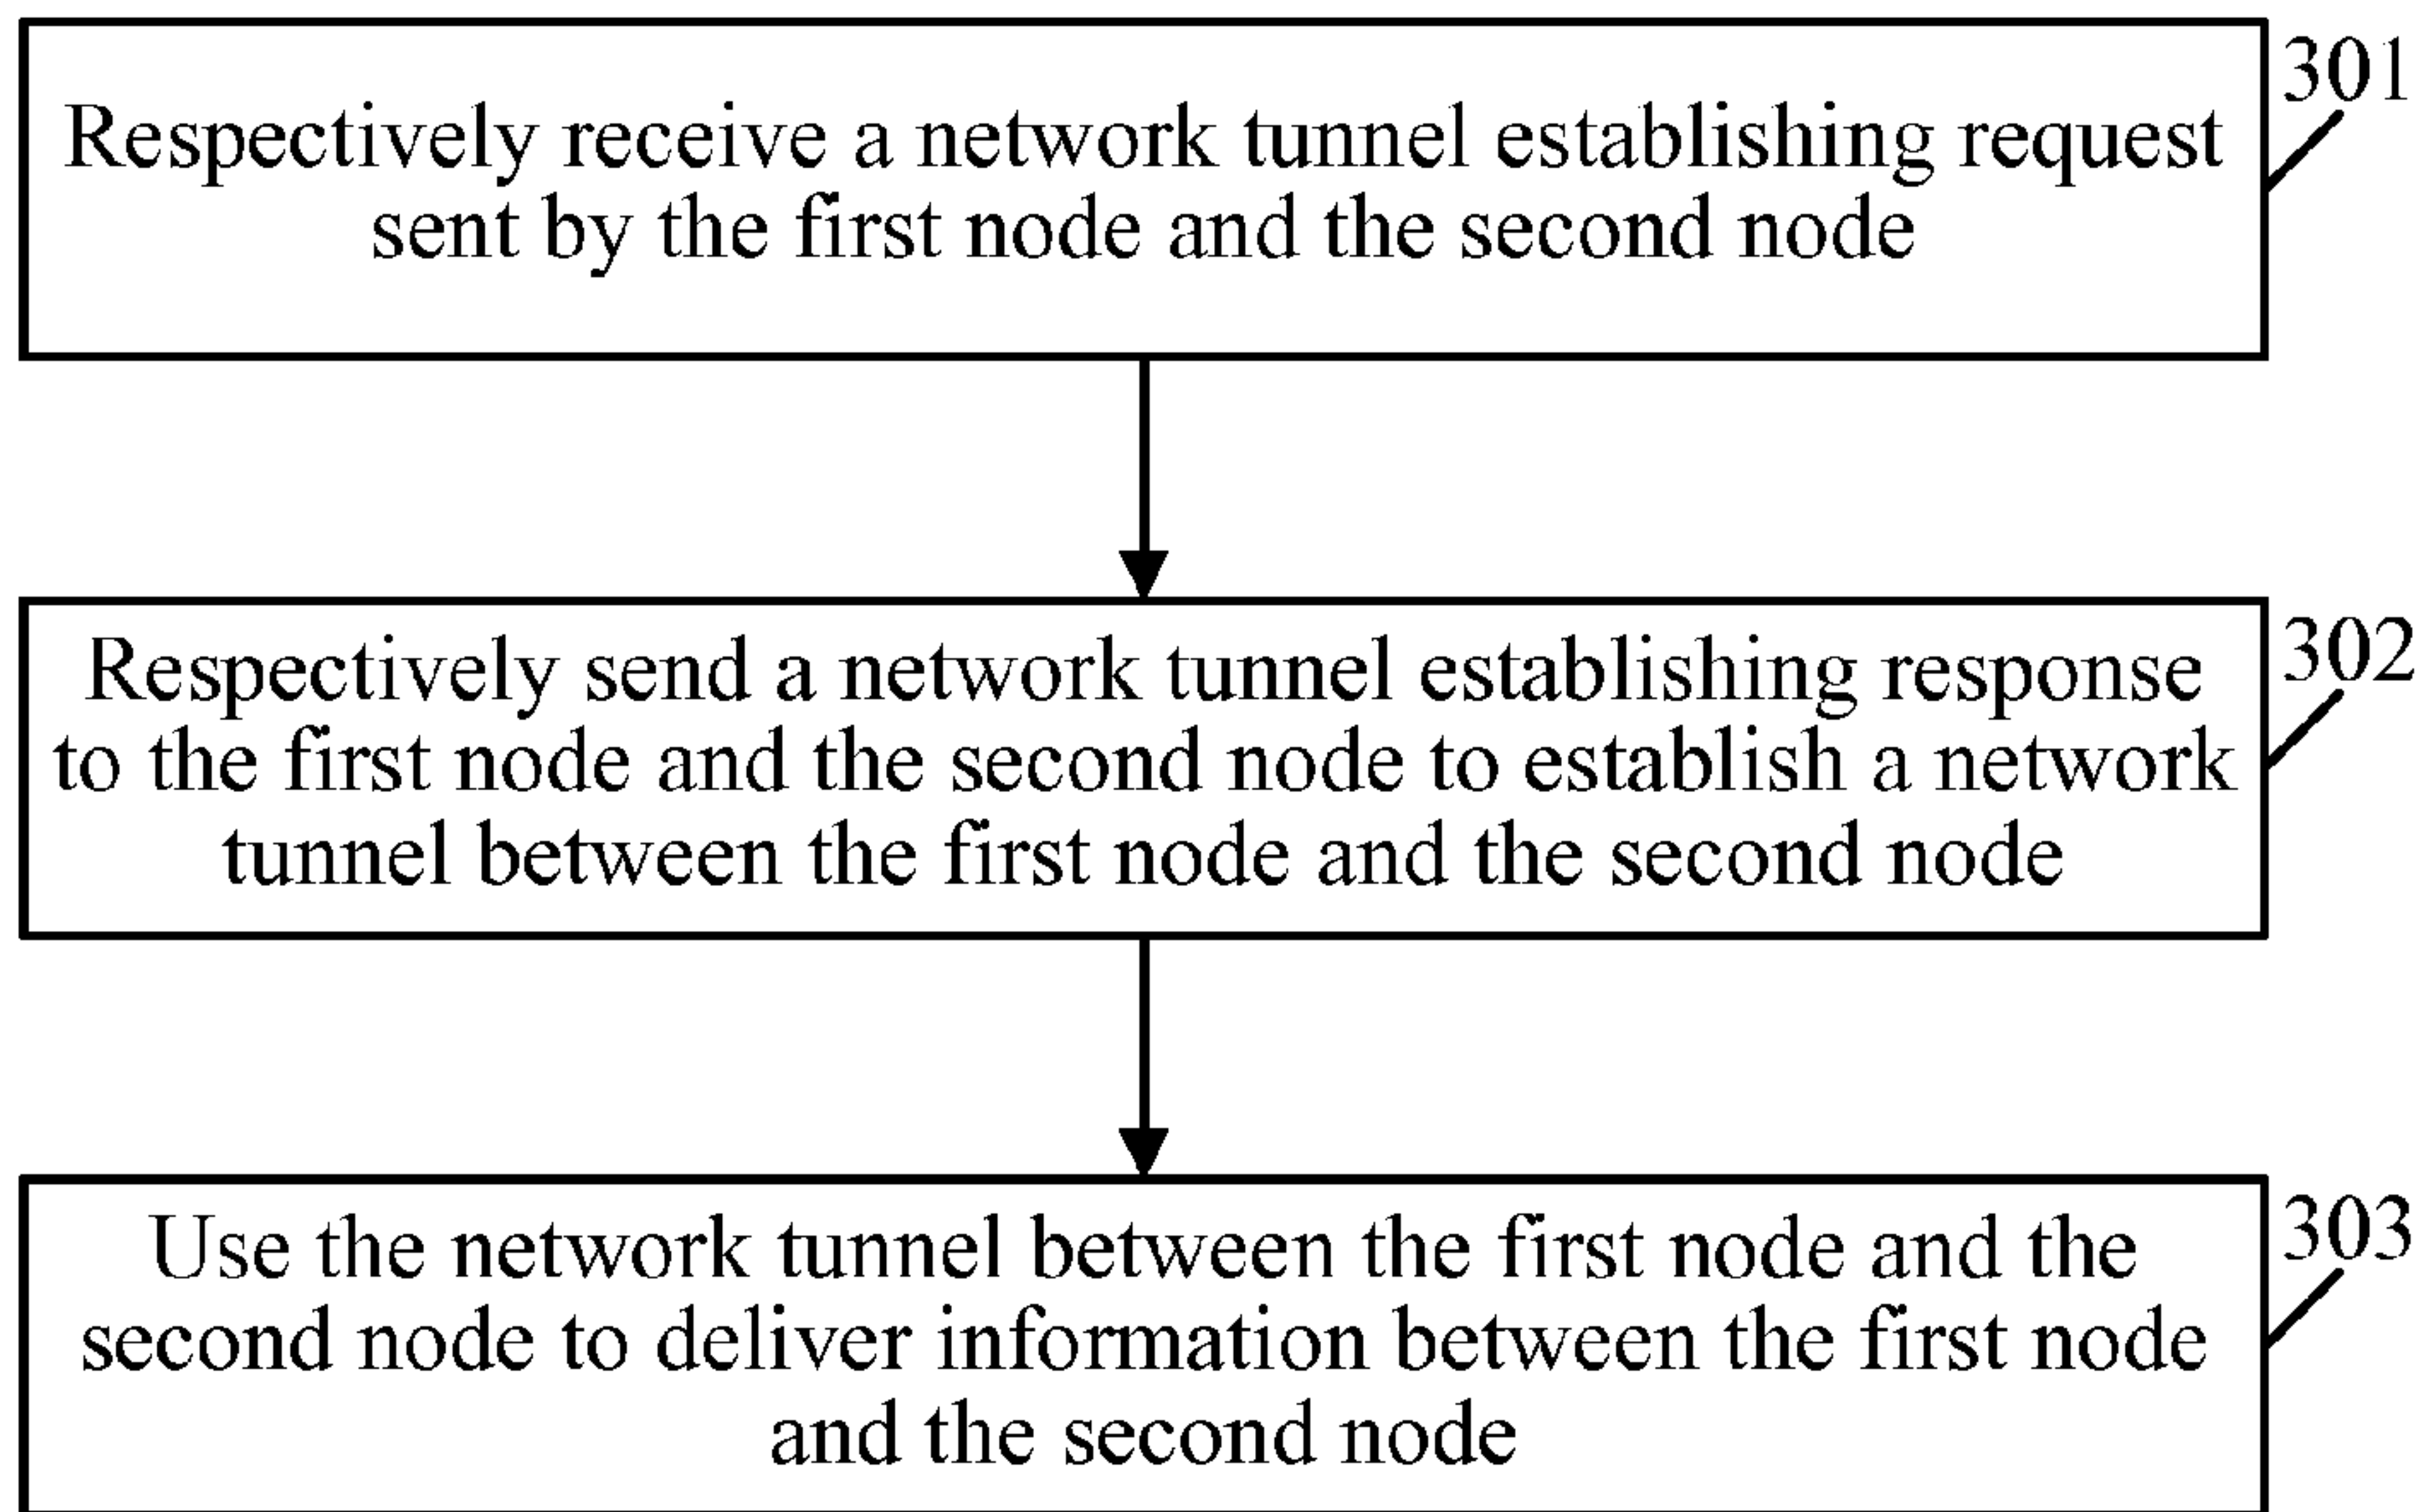 301
Respectively receive a network tunnel establishing request
sent by the first node and the second node
302
Respectively send a network tunnel establishing response
to the first node and the second node to establish a network
tunnel between the first node and the second node
303
Use the network tunnel between the first node and the
second node to deliver information between the first node
and the second node